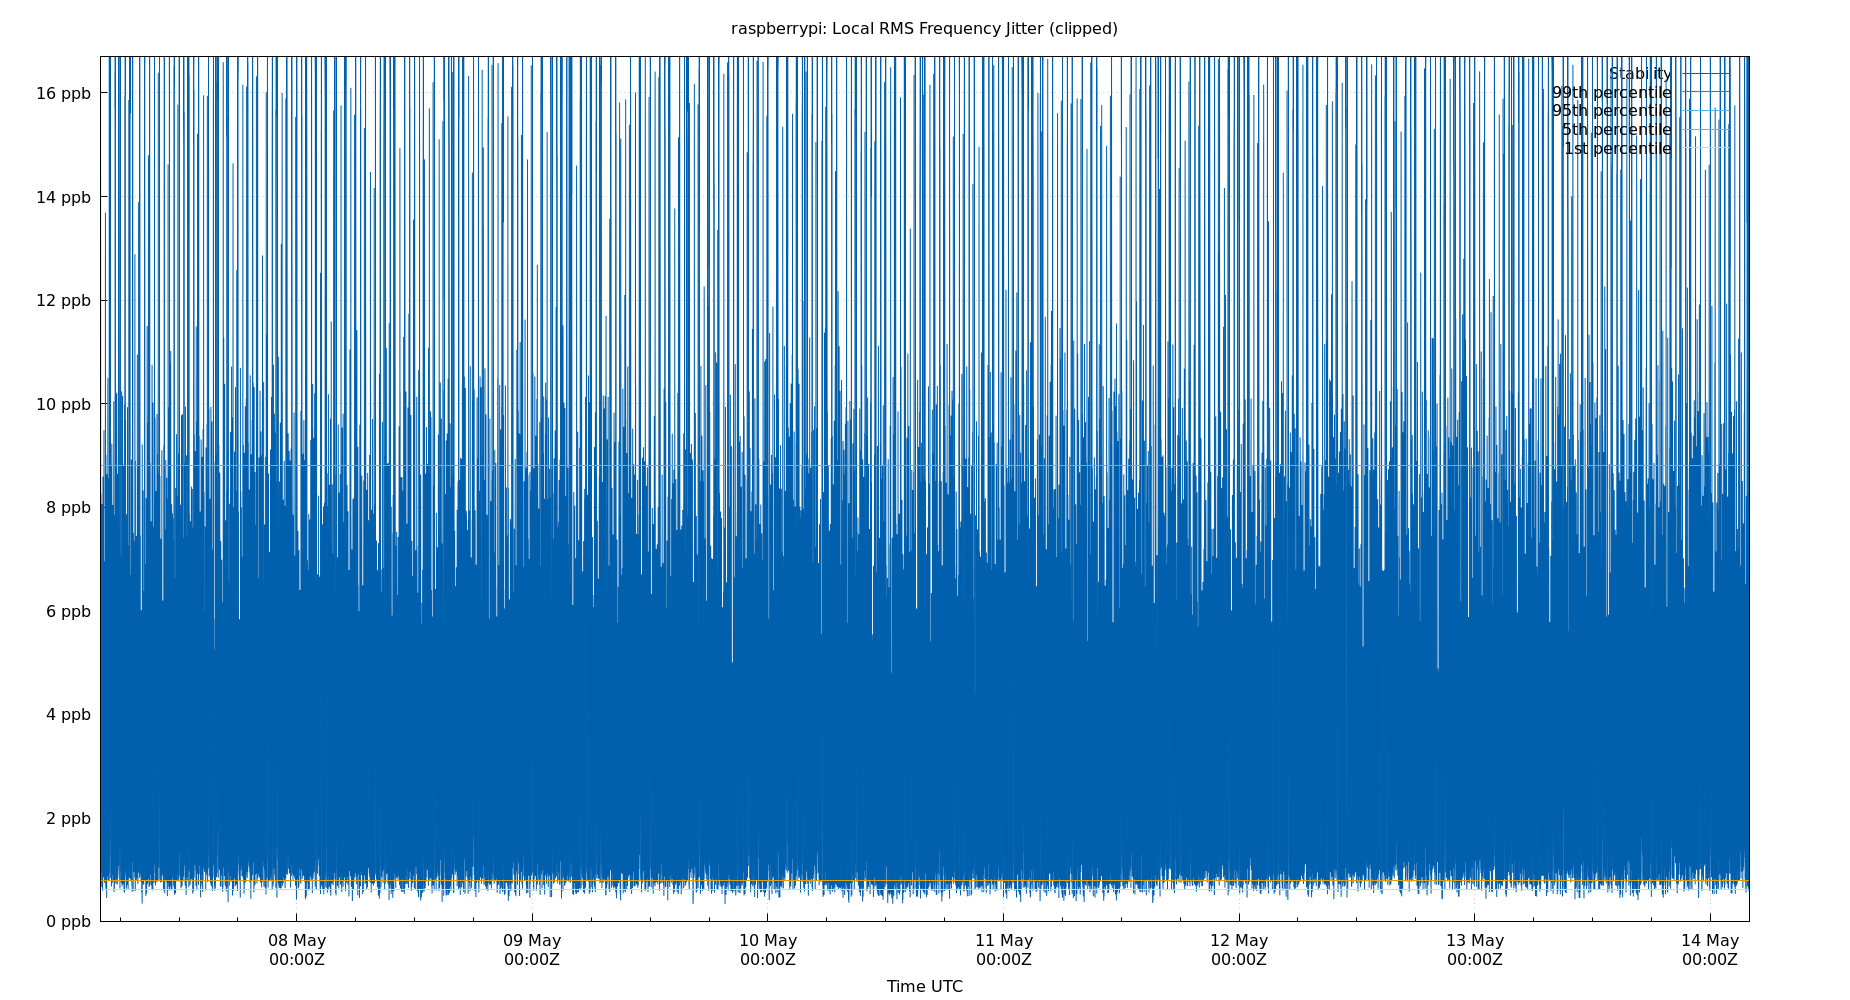 raspberrypi: Local RMS Frequency Jitter (clipped)
16 ppb
14 ppb
12 ppb
10 ppb
8 ppb
6 ppb
4 ppb
2 ppb
0 ppb
Stability
99th percentile
95th percentile
5th percentile
1st percentile
08 May
00:00Z
09 May
00:00Z
10 May
00:00Z
11 May
00:00Z
12 May
00:00Z
13 May
00:00Z
14 May
00:00Z
Time UTC